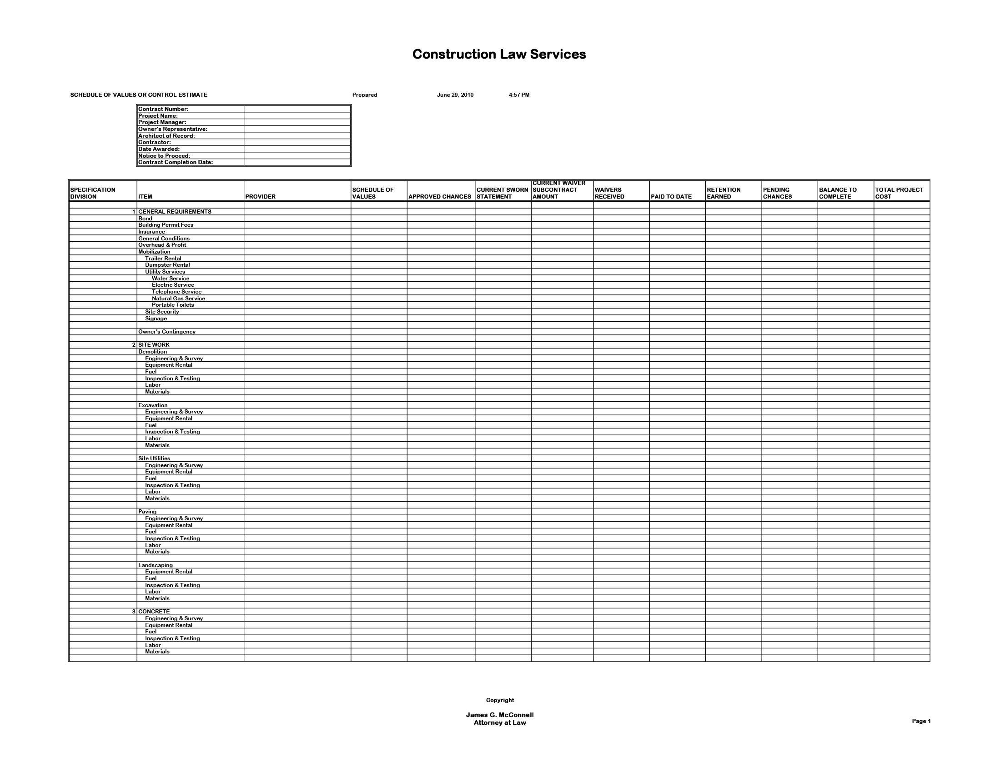 Construction Law Services
SCHEDULE OF VALUES OR CONTROL ESTIMATE Prepared June 29, 2010 4:57 PM
Contract Number:
Project Name:
Project Manager:
Owner's Representative:
Architect of Record:
Contractor:
Date Awarded:
Notice to Proceed:
Contract Completion Date:
SPECIFICATION DIVISION ITEM PROVIDER SCHEDULE OF VALUES APPROVED CHANGES CURRENT SWORN STATEMENT CURRENT WAIVER SUBCONTRACT AMOUNT WAIVERS RECEIVED PAID TO DATE RETENTION EARNED PENDING CHANGES BALANCE TO COMPLETE TOTAL PROJECT COST
1 GENERAL REQUIREMENTS
Bond
Building Permit Fees
Insurance
General Conditions
Overhead & Profit
Mobilization
Trailer Rental
Dumpster Rental
Utility Services
Water Service
Electric Service
Telephone Service
Natural Gas Service
Portable Toilets
Site Security
Signage
Owner's Contingency
2 SITE WORK
Demolition
Engineering & Survey
Equipment Rental
Fuel
Inspection & Testing
Labor
Materials
Excavation
Engineering & Survey
Equipment Rental
Fuel
Inspection & Testing
Labor
Materials
Site Utilities
Engineering & Survey
Equipment Rental
Fuel
Inspection & Testing
Labor
Materials
Paving
Engineering & Survey
Equipment Rental
Fuel
Inspection & Testing
Labor
Materials
Landscaping
Equipment Rental
Fuel
Inspection & Testing
Labor
Materials
3 CONCRETE
Engineering & Survey
Equipment Rental
Fuel
Inspection & Testing
Labor
Materials
Copyright
James G. McConnell
Attorney at Law
Page 1